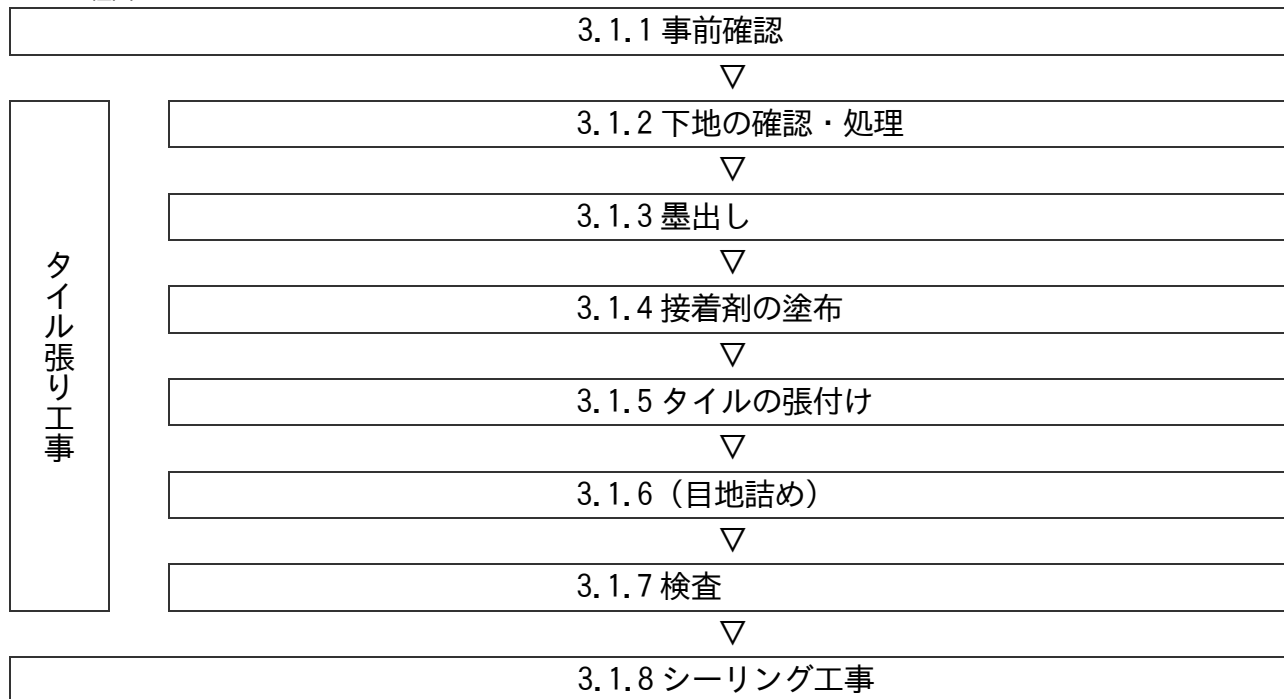 3.1.1 事前確認
▽
タイル張り工事
3.1.2 下地の確認・処理
▽
3.1.3 墨出し
▽
3.1.4 接着剤の塗布
▽
3.1.5 タイルの張付け
▽
3.1.6（目地詰め）
▽
3.1.7 検査
▽
3.1.8 シーリング工事